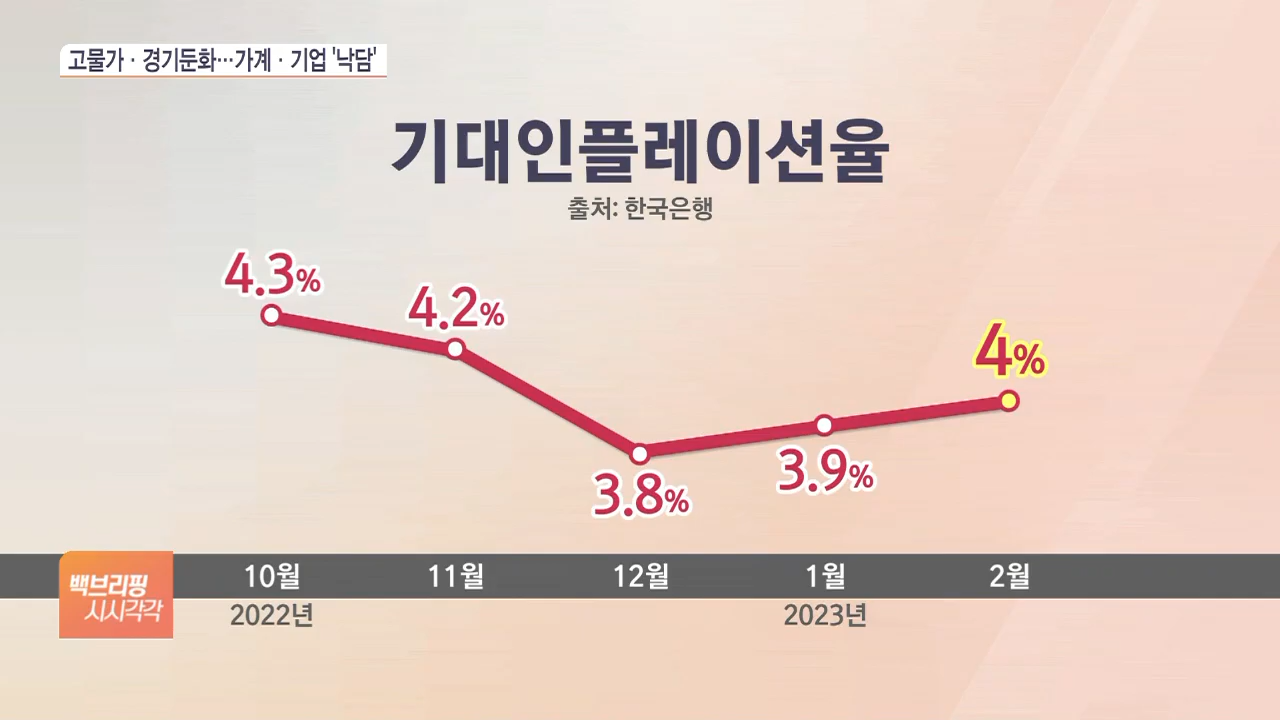 고물가·경기둔화…가계·기업 '낙담'
기대인플레이션율
출처: 한국은행
4.3%
4.2%
3.8%
3.9%
4%
10월 11월 12월 1월 2월
2022년 2023년
백브리핑
시시각각